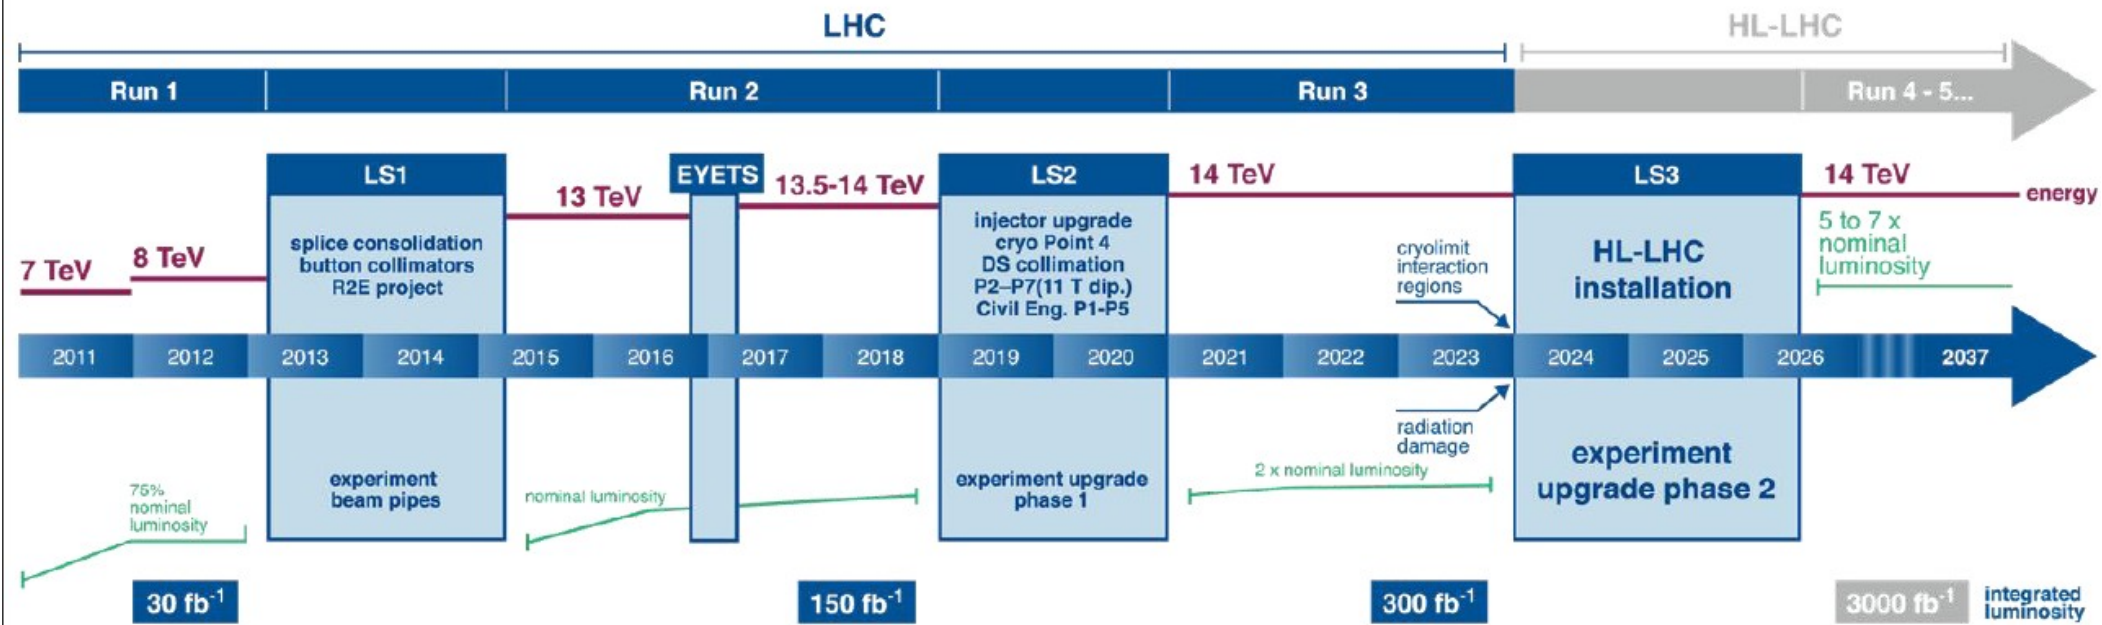 LHC
HL-LHC
Run 1
Run 2
Run 3
Run 4 - 5...
LS1
EYETS
LS2
LS3
7 TeV
8 TeV
13 TeV
13.5-14 TeV
14 TeV
14 TeV
energy
splice consolidation
button collimators
R2E project
injector upgrade
cryo Point 4
DS collimation
P2–P7(11 T dip.)
Civil Eng. P1-P5
cryolimit
interaction
regions
HL-LHC
installation
5 to 7 x
nominal
luminosity
2011
2012
2013
2014
2015
2016
2017
2018
2019
2020
2021
2022
2023
2024
2025
2026
2037
75%
nominal
luminosity
experiment
beam pipes
nominal luminosity
experiment upgrade
phase 1
2 x nominal luminosity
radiation
damage
experiment
upgrade phase 2
30 fb-1
150 fb-1
300 fb-1
3000 fb-1
integrated
luminosity